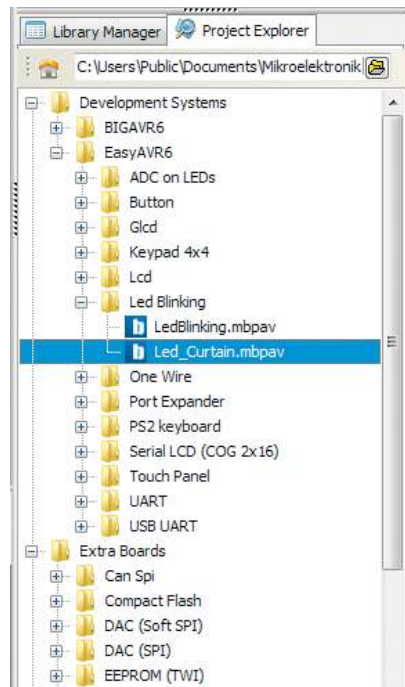 Library Manager Project Explorer
C:\Users\Public\Documents\Mikroelektronik
Development Systems
BIGAVR6
EasyAVR6
ADC on LEDs
Button
Glcd
Keypad 4x4
Lcd
Led Blinking
LedBlinking.mbpav
Led_Curtain.mbpav
One Wire
Port Expander
PS2 keyboard
Serial LCD (COG 2x16)
Touch Panel
UART
USB UART
Extra Boards
Can Spi
Compact Flash
DAC (Soft SPI)
DAC (SPI)
EEPROM (TWI)